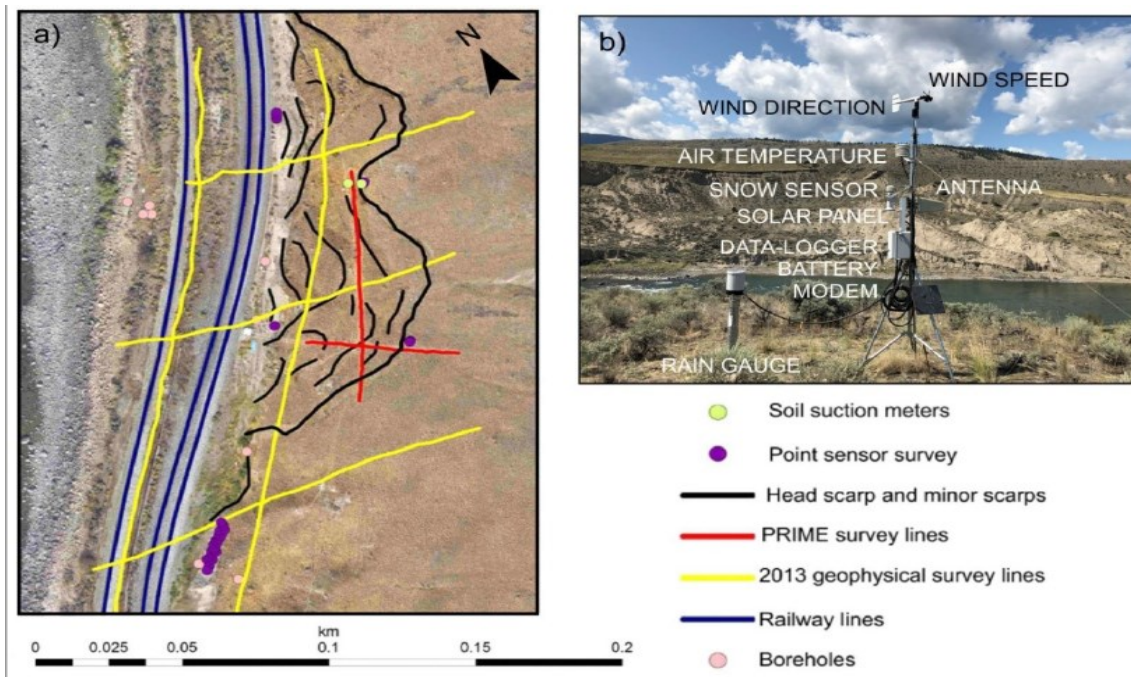 a)
N
km
0
0.025
0.05
0.1
0.15
0.2
b)
WIND SPEED
WIND DIRECTION
AIR TEMPERATURE
SNOW SENSOR
ANTENNA
SOLAR PANEL
DATA-LOGGER
BATTERY
MODEM
RAIN GAUGE
Soil suction meters
Point sensor survey
Head scarp and minor scarps
PRIME survey lines
2013 geophysical survey lines
Railway lines
Boreholes